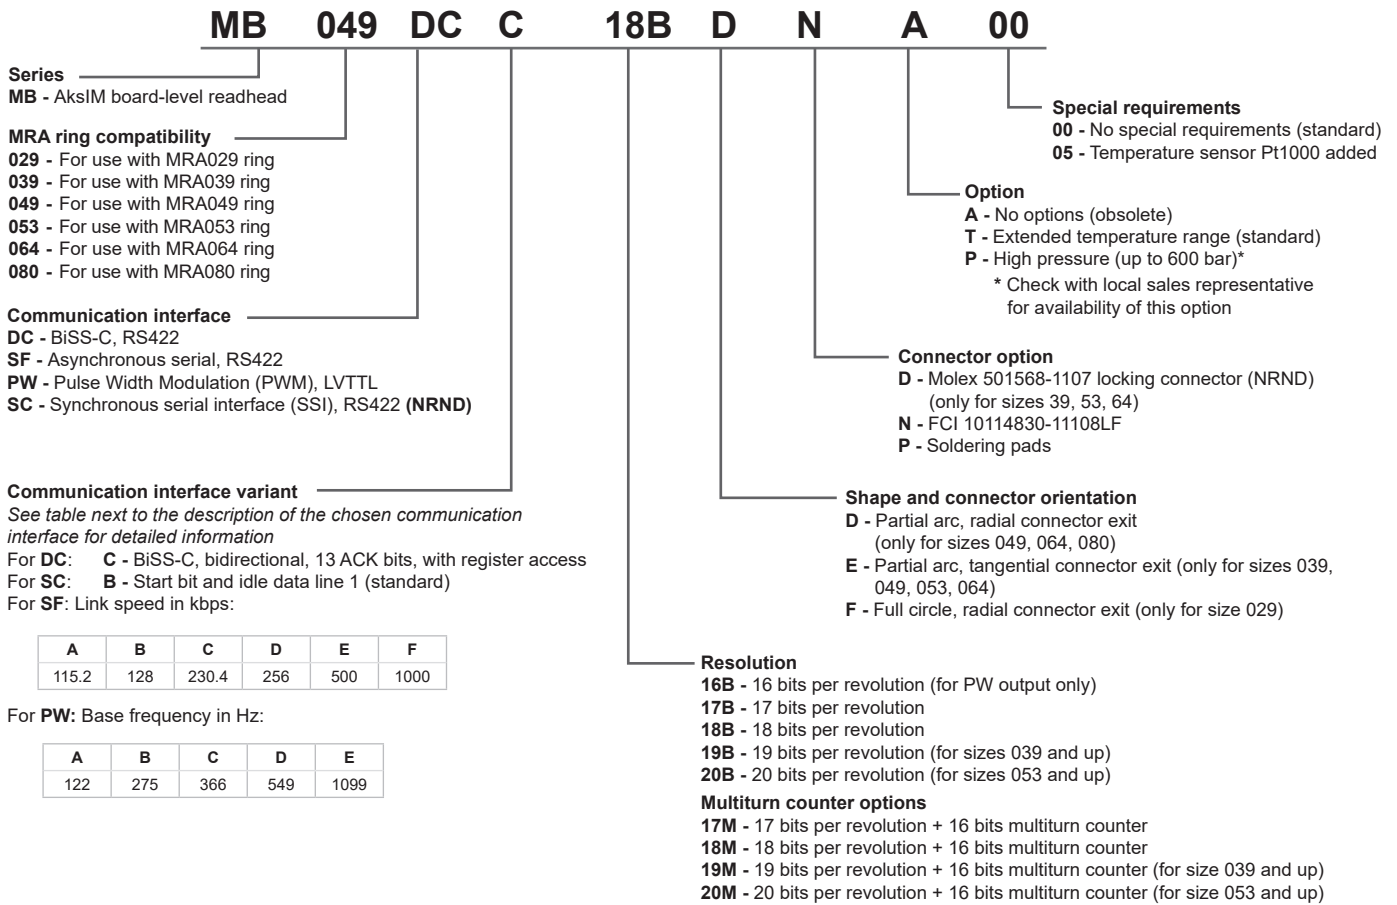 MB 049 DC C 18B D N A 00
Series
MB - AksIM board-level readhead
MRA ring compatibility
029 - For use with MRA029 ring
039 - For use with MRA039 ring
049 - For use with MRA049 ring
053 - For use with MRA053 ring
064 - For use with MRA064 ring
080 - For use with MRA080 ring
Communication interface
DC - BiSS-C, RS422
SF - Asynchronous serial, RS422
PW - Pulse Width Modulation (PWM), LVTTL
SC - Synchronous serial interface (SSI), RS422 (NRND)
Communication interface variant
See table next to the description of the chosen communication
interface for detailed information
For DC: C - BiSS-C, bidirectional, 13 ACK bits, with register access
For SC: B - Start bit and idle data line 1 (standard)
For SF: Link speed in kbps:
A B C D E F
115.2 128 230.4 256 500 1000
For PW: Base frequency in Hz:
A B C D E
122 275 366 549 1099
Special requirements
00 - No special requirements (standard)
05 - Temperature sensor Pt1000 added
Option
A - No options (obsolete)
T - Extended temperature range (standard)
P - High pressure (up to 600 bar)*
* Check with local sales representative
for availability of this option
Connector option
D - Molex 501568-1107 locking connector (NRND)
(only for sizes 39, 53, 64)
N - FCI 10114830-11108LF
P - Soldering pads
Shape and connector orientation
D - Partial arc, radial connector exit
(only for sizes 049, 064, 080)
E - Partial arc, tangential connector exit (only for sizes 039,
049, 053, 064)
F - Full circle, radial connector exit (only for size 029)
Resolution
16B - 16 bits per revolution (for PW output only)
17B - 17 bits per revolution
18B - 18 bits per revolution
19B - 19 bits per revolution (for sizes 039 and up)
20B - 20 bits per revolution (for sizes 053 and up)
Multiturn counter options
17M - 17 bits per revolution + 16 bits multiturn counter
18M - 18 bits per revolution + 16 bits multiturn counter
19M - 19 bits per revolution + 16 bits multiturn counter (for size 039 and up)
20M - 20 bits per revolution + 16 bits multiturn counter (for size 053 and up)